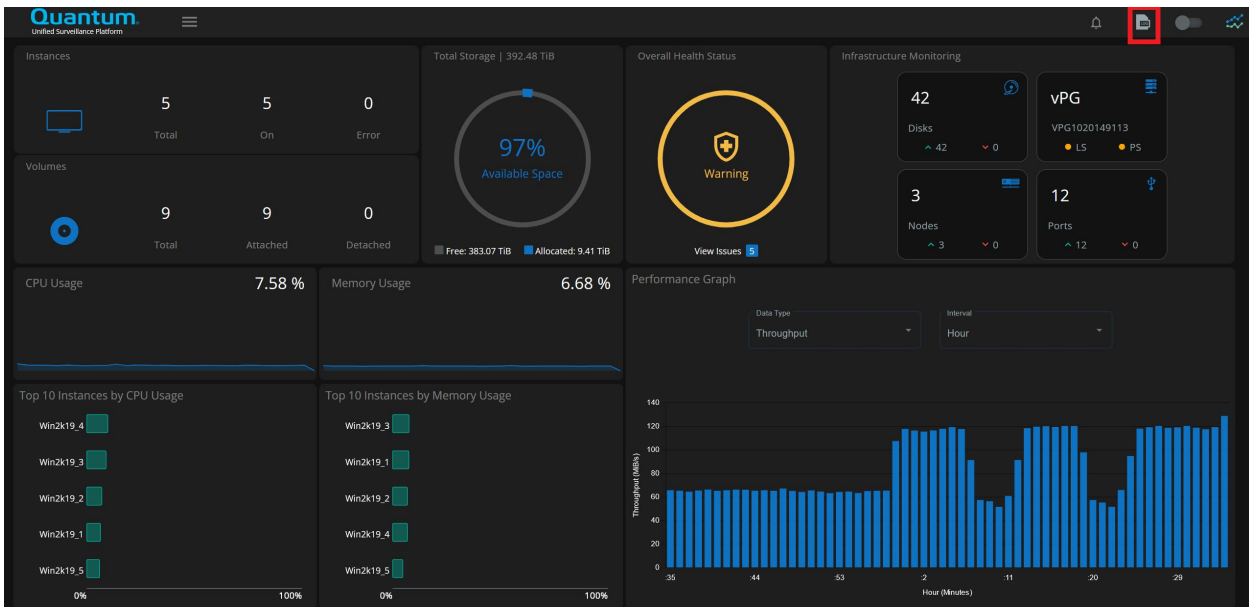 Quantum.
Unified Surveillance Platform
Instances
5 5 0
Total On Error
Volumes
9 9 0
Total Attached Detached
Total Storage | 392.48 TiB
97%
Available Space
Free: 383.07 TiB Allocated: 9.41 TiB
Overall Health Status
Warning
View Issues 5
Infrastructure Monitoring
42
Disks
42 0
vPG
VPG1020149113
LS PS
3
Nodes
3 0
12
Ports
12 0
CPU Usage 7.58 %
Memory Usage 6.68 %
Performance Graph
Data Type
Throughput
Interval
Hour
Top 10 Instances by CPU Usage
Win2k19_4
Win2k19_3
Win2k19_2
Win2k19_1
Win2k19_5
0% 100%
Top 10 Instances by Memory Usage
Win2k19_3
Win2k19_1
Win2k19_2
Win2k19_4
Win2k19_5
0% 100%
Throughput (MiB/s)
140
120
100
80
60
40
20
0
:35 :44 :53 :2 :11 :20 :29
Hour (Minutes)